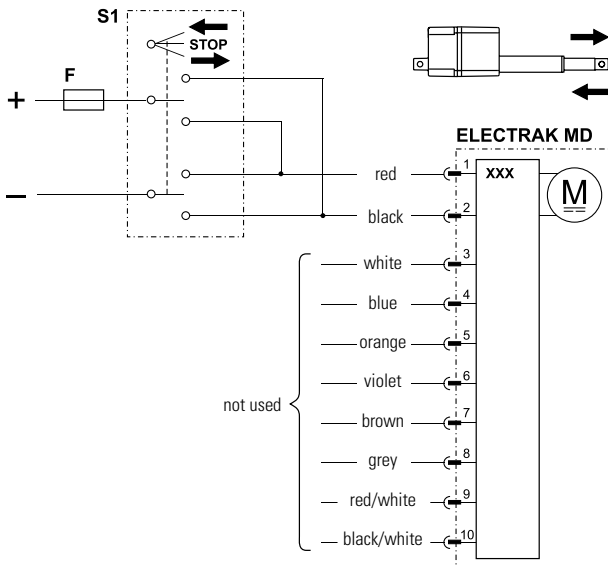 S1
STOP
F
+
−
ELECTRAK MD
red
1
XXX
M
black
2
white
3
blue
4
orange
5
violet
6
not used
brown
7
grey
8
red/white
9
black/white
10